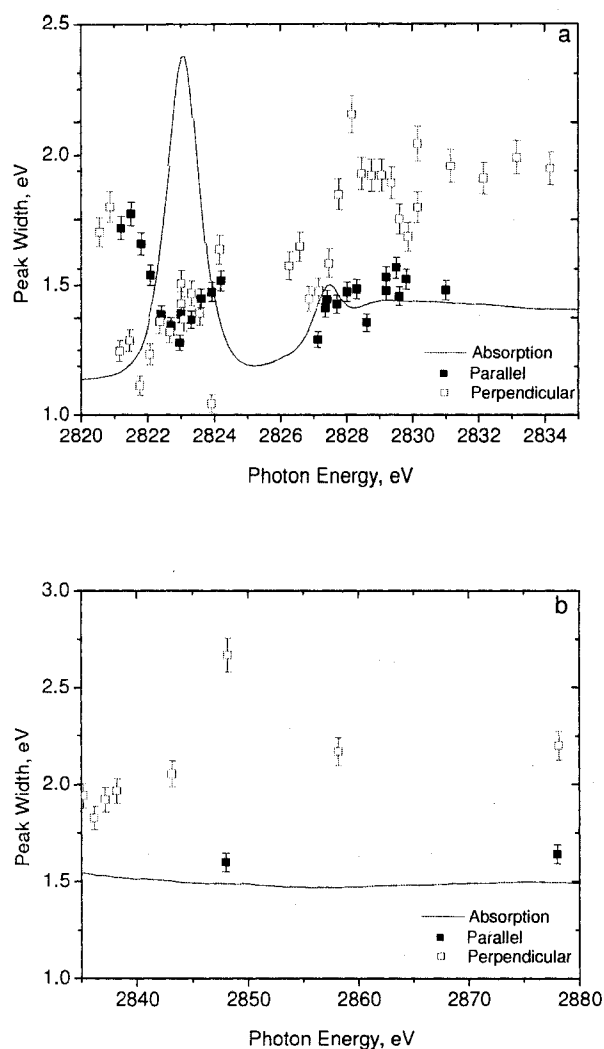 a
2.5
2.0
1.5
1.0
Peak Width, eV
Absorption
Parallel
Perpendicular
2820 2822 2824 2826 2828 2830 2832 2834
Photon Energy, eV
b
3.0
2.5
2.0
1.5
1.0
Peak Width, eV
Absorption
Parallel
Perpendicular
2840 2850 2860 2870 2880
Photon Energy, eV